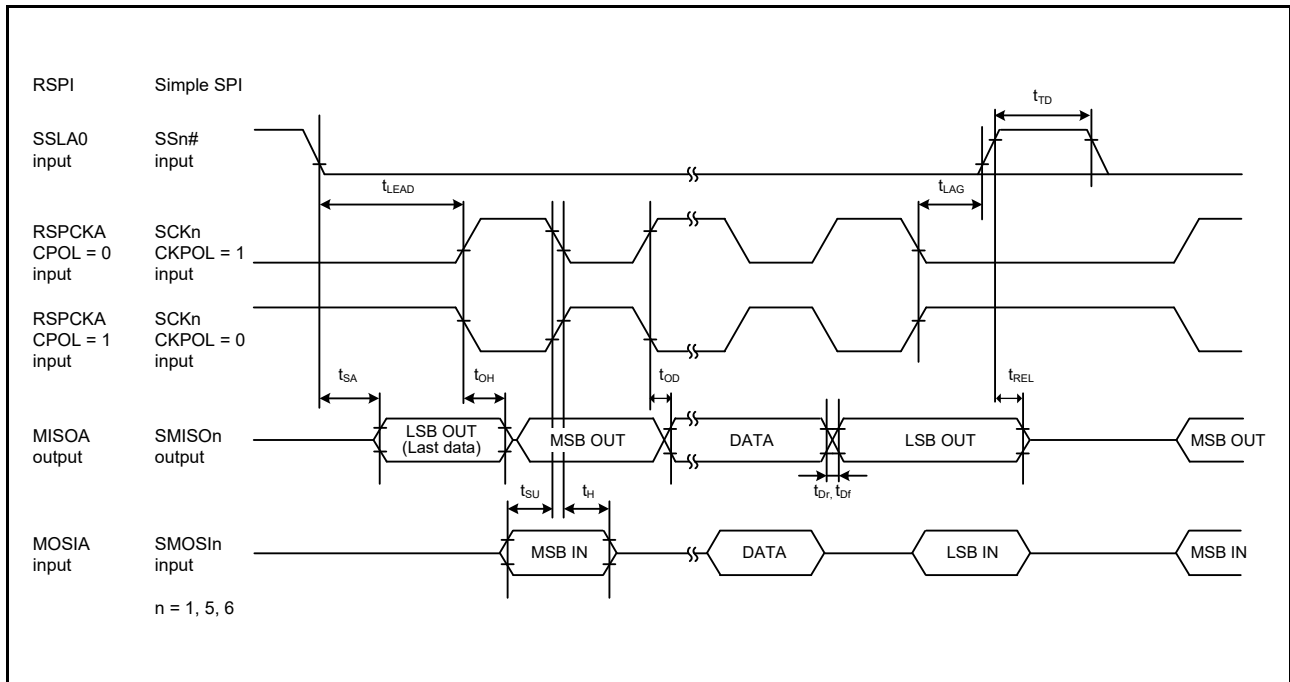 RSPI Simple SPI
tTD
SSLA0 SSn#
input input
tLEAD tLAG
RSPCKA SCKn
CPOL = 0 CKPOL = 1
input input
RSPCKA SCKn
CPOL = 1 CKPOL = 0
input input
tSA tOH tOD tREL
MISOA SMISOn
output output
LSB OUT
(Last data)
MSB OUT DATA LSB OUT MSB OUT
tSU tH tDr, tDf
MOSIA SMOSIn
input input
MSB IN DATA LSB IN MSB IN
n = 1, 5, 6